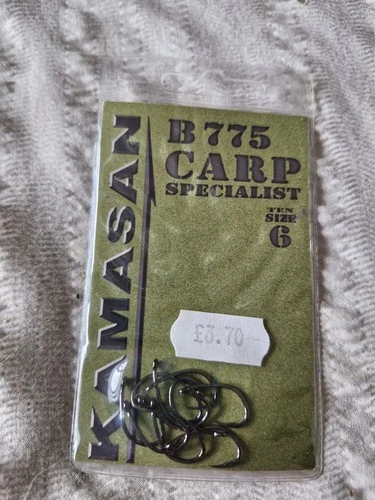 KAMASAN
B775
CARP
SPECIALIST
TEN
SIZE
6
£3.70